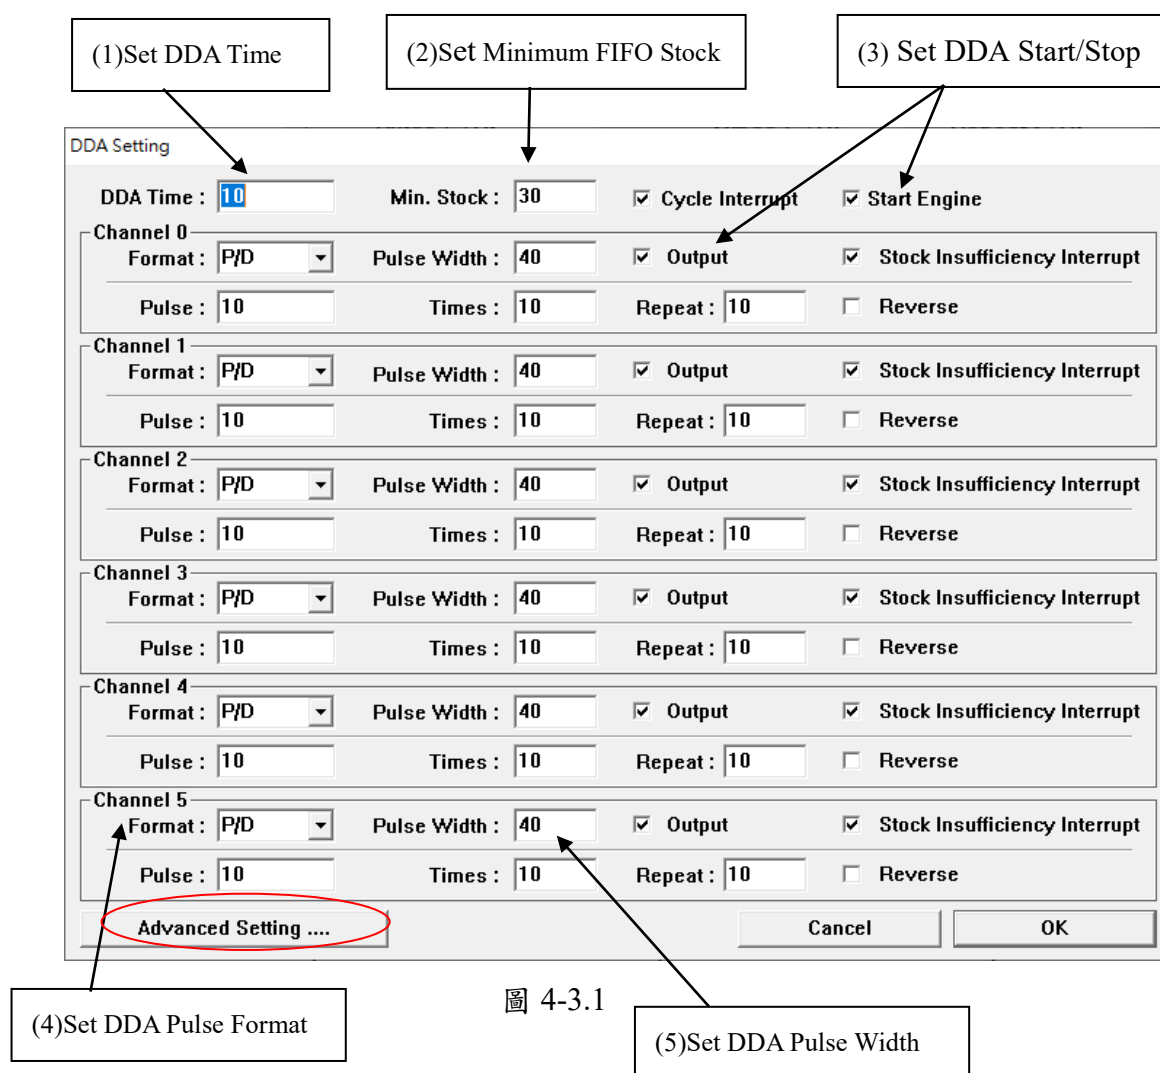 (1)Set DDA Time
(2)Set Minimum FIFO Stock
(3) Set DDA Start/Stop
DDA Setting
DDA Time : 10 Min. Stock : 30 Cycle Interrupt Start Engine
Channel 0
Format : P/D Pulse Width : 40 Output Stock Insufficiency Interrupt
Pulse : 10 Times : 10 Repeat : 10 Reverse
Channel 1
Format : P/D Pulse Width : 40 Output Stock Insufficiency Interrupt
Pulse : 10 Times : 10 Repeat : 10 Reverse
Channel 2
Format : P/D Pulse Width : 40 Output Stock Insufficiency Interrupt
Pulse : 10 Times : 10 Repeat : 10 Reverse
Channel 3
Format : P/D Pulse Width : 40 Output Stock Insufficiency Interrupt
Pulse : 10 Times : 10 Repeat : 10 Reverse
Channel 4
Format : P/D Pulse Width : 40 Output Stock Insufficiency Interrupt
Pulse : 10 Times : 10 Repeat : 10 Reverse
Channel 5
Format : P/D Pulse Width : 40 Output Stock Insufficiency Interrupt
Pulse : 10 Times : 10 Repeat : 10 Reverse
Advanced Setting .... Cancel OK
圖 4-3.1
(4)Set DDA Pulse Format
(5)Set DDA Pulse Width